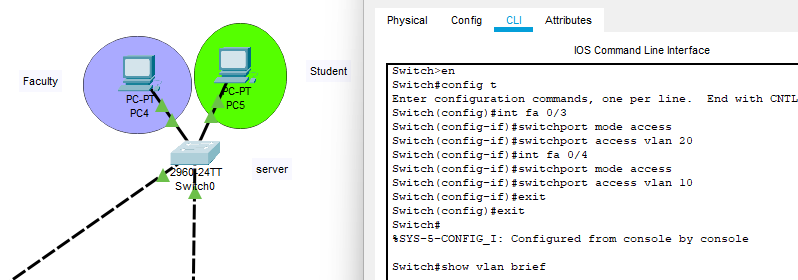 Faculty
Student
PC-PT
PC4
PC-PT
PC5
2960-24TT
Switch0
server
Physical Config CLI Attributes
IOS Command Line Interface
Switch>en
Switch#config t
Enter configuration commands, one per line.  End with CNTL
Switch(config)#int fa 0/3
Switch(config-if)#switchport mode access
Switch(config-if)#switchport access vlan 20
Switch(config-if)#int fa 0/4
Switch(config-if)#switchport mode access
Switch(config-if)#switchport access vlan 10
Switch(config-if)#exit
Switch(config)#exit
Switch#
%SYS-5-CONFIG_I: Configured from console by console
Switch#show vlan brief